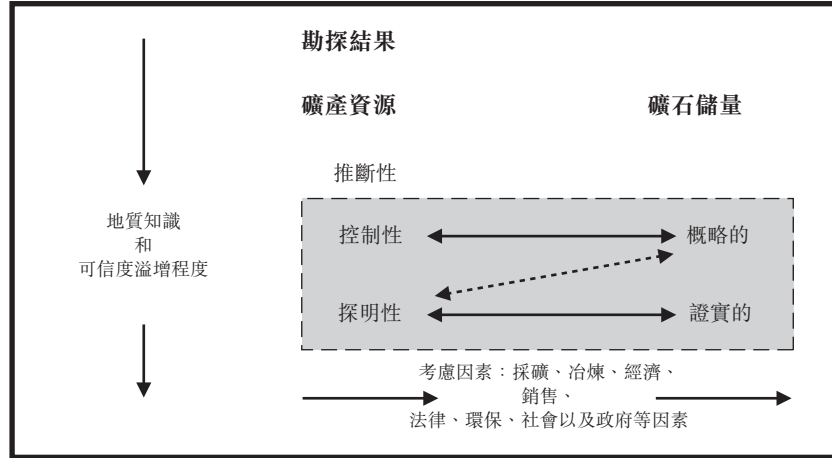 勘探結果
礦產資源
礦石儲量
推斷性
地質知識
和
可信度溢增程度
控制性
概略的
探明性
證實的
考慮因素：採礦、冶煉、經濟、
銷售、
法律、環保、社會以及政府等因素